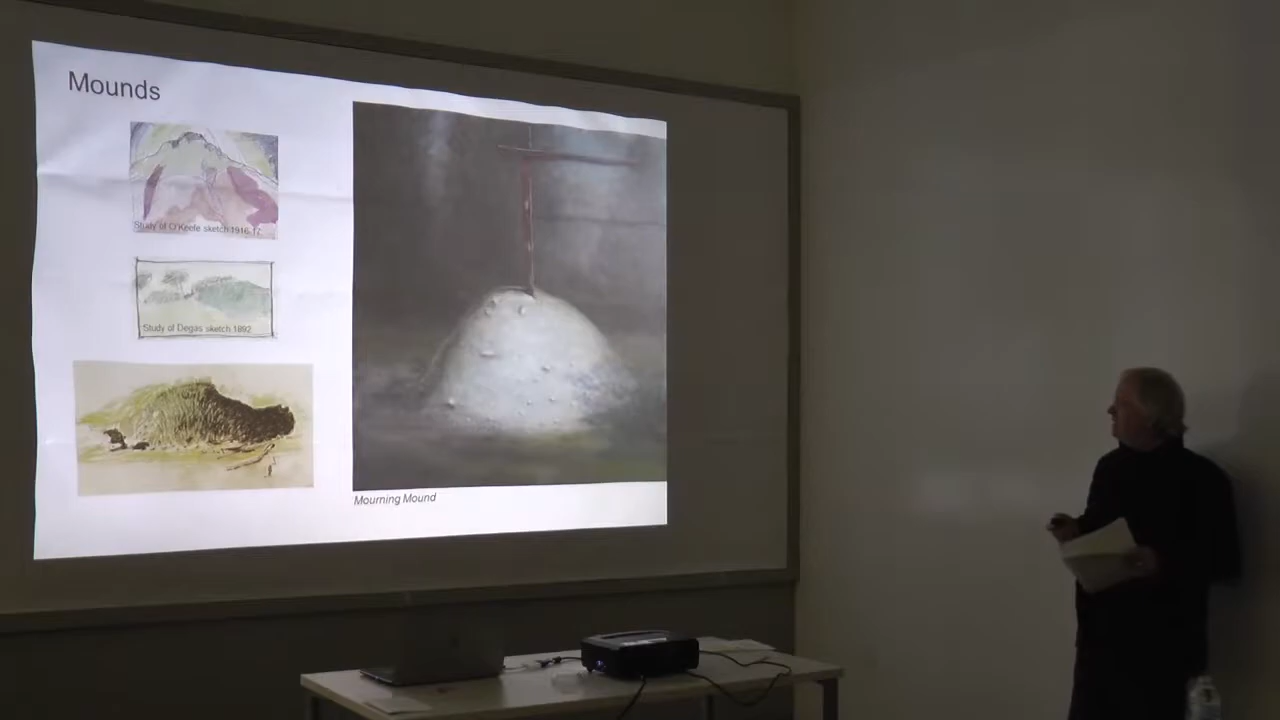 Mounds
Study of O'Keefe sketch 1916-17
Study of Degas sketch 1892
Mourning Mound